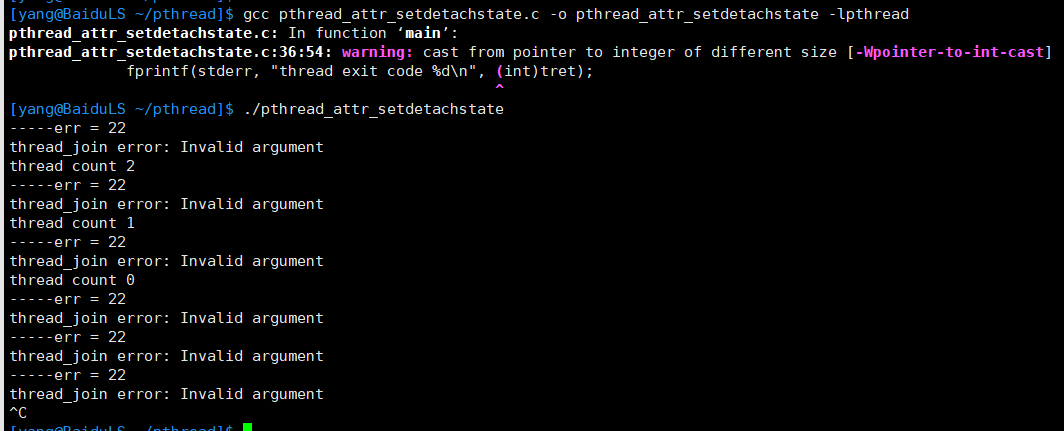 [yang@BaiduLS ~/pthread]$ gcc pthread_attr_setdetachstate.c -o pthread_attr_setdetachstate -lpthread
pthread_attr_setdetachstate.c: In function ‘main’:
pthread_attr_setdetachstate.c:36:54: warning: cast from pointer to integer of different size [-Wpointer-to-int-cast]
fprintf(stderr, "thread exit code %d\n", (int)tret);
^
[yang@BaiduLS ~/pthread]$ ./pthread_attr_setdetachstate
-----err = 22
thread_join error: Invalid argument
thread count 2
-----err = 22
thread_join error: Invalid argument
thread count 1
-----err = 22
thread_join error: Invalid argument
thread count 0
-----err = 22
thread_join error: Invalid argument
-----err = 22
thread_join error: Invalid argument
-----err = 22
thread_join error: Invalid argument
^C
[yang@BaiduLS ~/pthread]$